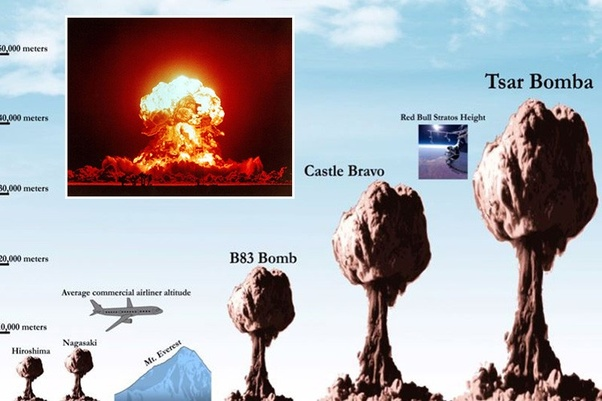 50,000 meters
Tsar Bomba
40,000 meters
Red Bull Stratos Height
Castle Bravo
30,000 meters
20,000 meters
B83 Bomb
Average commercial airliner altitude
10,000 meters
Nagasaki
Hiroshima
Mt. Everest